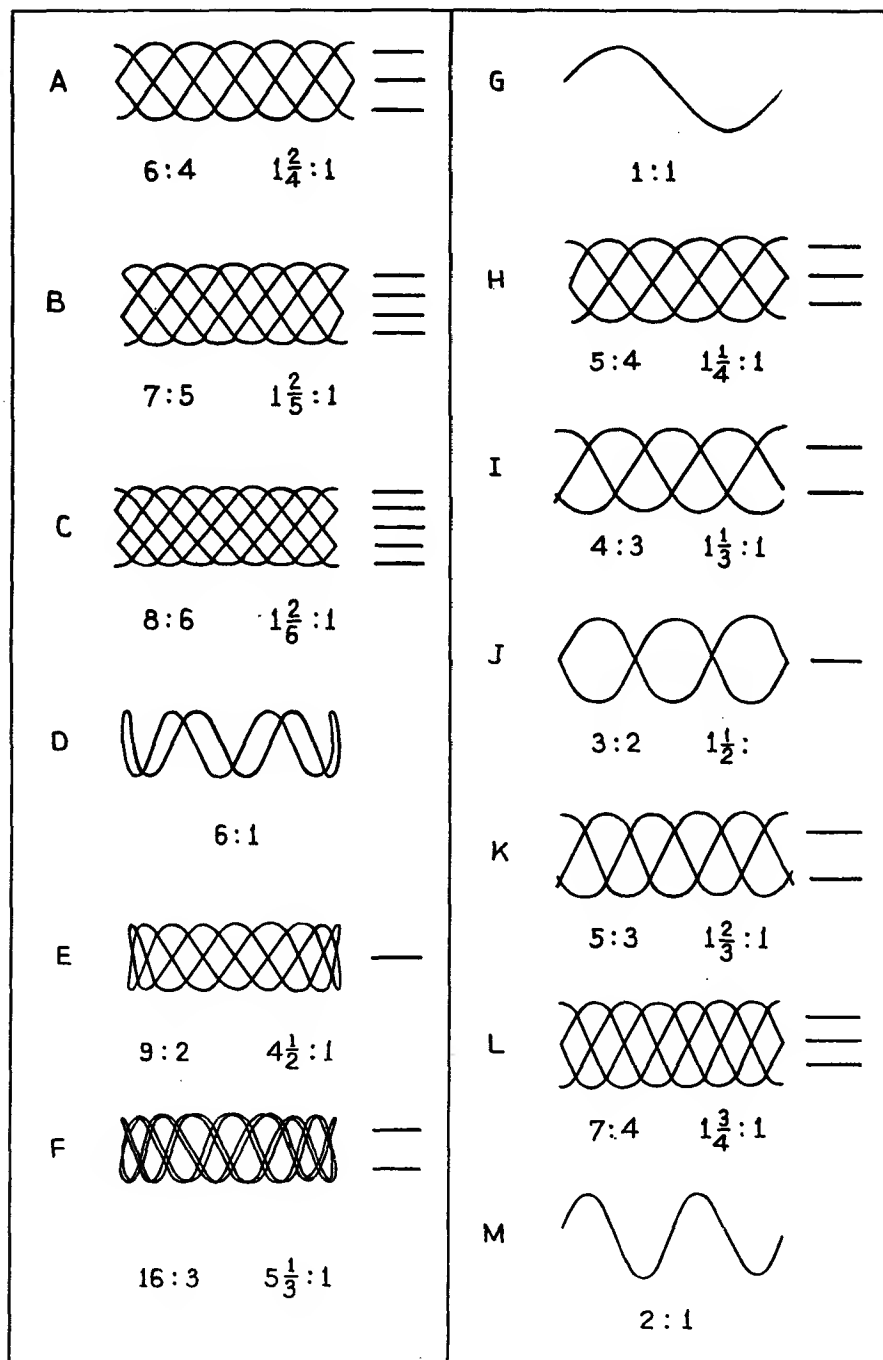 A
6:4 1 2/4 :1
B
7:5 1 2/5 :1
C
8:6 1 2/6 :1
D
6:1
E
9:2 4 1/2 :1
F
16:3 5 1/3 :1
G
1:1
H
5:4 1 1/4 :1
I
4:3 1 1/3 :1
J
3:2 1 1/2 :
K
5:3 1 2/3 :1
L
7:4 1 3/4 :1
M
2:1